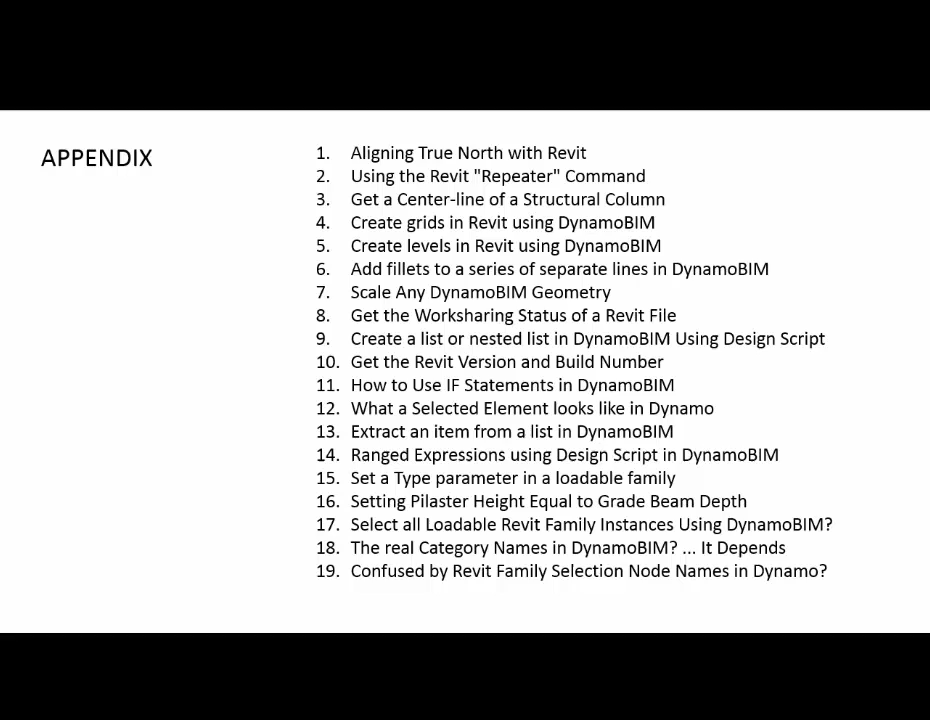 APPENDIX
1. Aligning True North with Revit
2. Using the Revit "Repeater" Command
3. Get a Center-line of a Structural Column
4. Create grids in Revit using DynamoBIM
5. Create levels in Revit using DynamoBIM
6. Add fillets to a series of separate lines in DynamoBIM
7. Scale Any DynamoBIM Geometry
8. Get the Worksharing Status of a Revit File
9. Create a list or nested list in DynamoBIM Using Design Script
10. Get the Revit Version and Build Number
11. How to Use IF Statements in DynamoBIM
12. What a Selected Element looks like in Dynamo
13. Extract an item from a list in DynamoBIM
14. Ranged Expressions using Design Script in DynamoBIM
15. Set a Type parameter in a loadable family
16. Setting Pilaster Height Equal to Grade Beam Depth
17. Select all Loadable Revit Family Instances Using DynamoBIM?
18. The real Category Names in DynamoBIM? ... It Depends
19. Confused by Revit Family Selection Node Names in Dynamo?